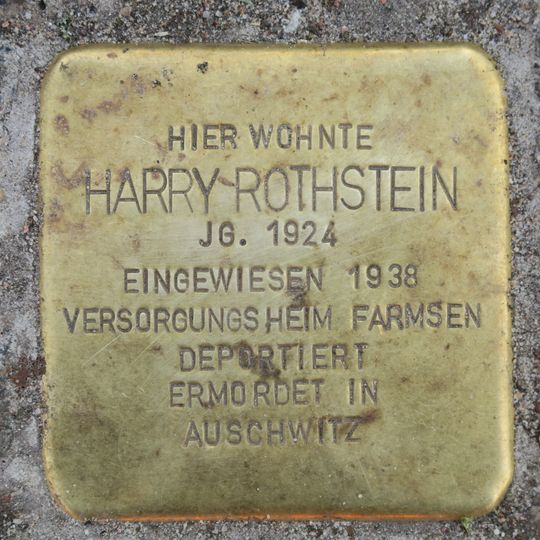 HIER WOHNTE
HARRY ROTHSTEIN
JG. 1924
EINGEWIESEN 1938
VERSORGUNGSHEIM FARMSEN
DEPORTIERT
ERMORDET IN
AUSCHWITZ